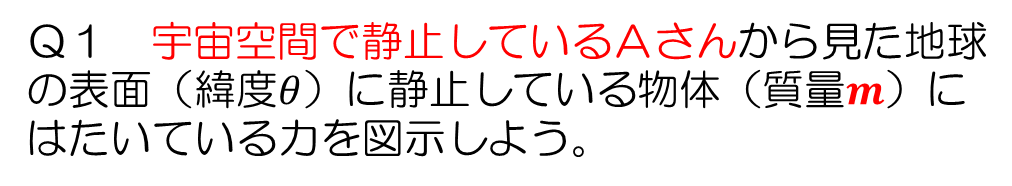 Q1　宇宙空間で静止しているAさんから見た地球
の表面（緯度θ）に静止している物体（質量m）に
はたいている力を図示しよう。